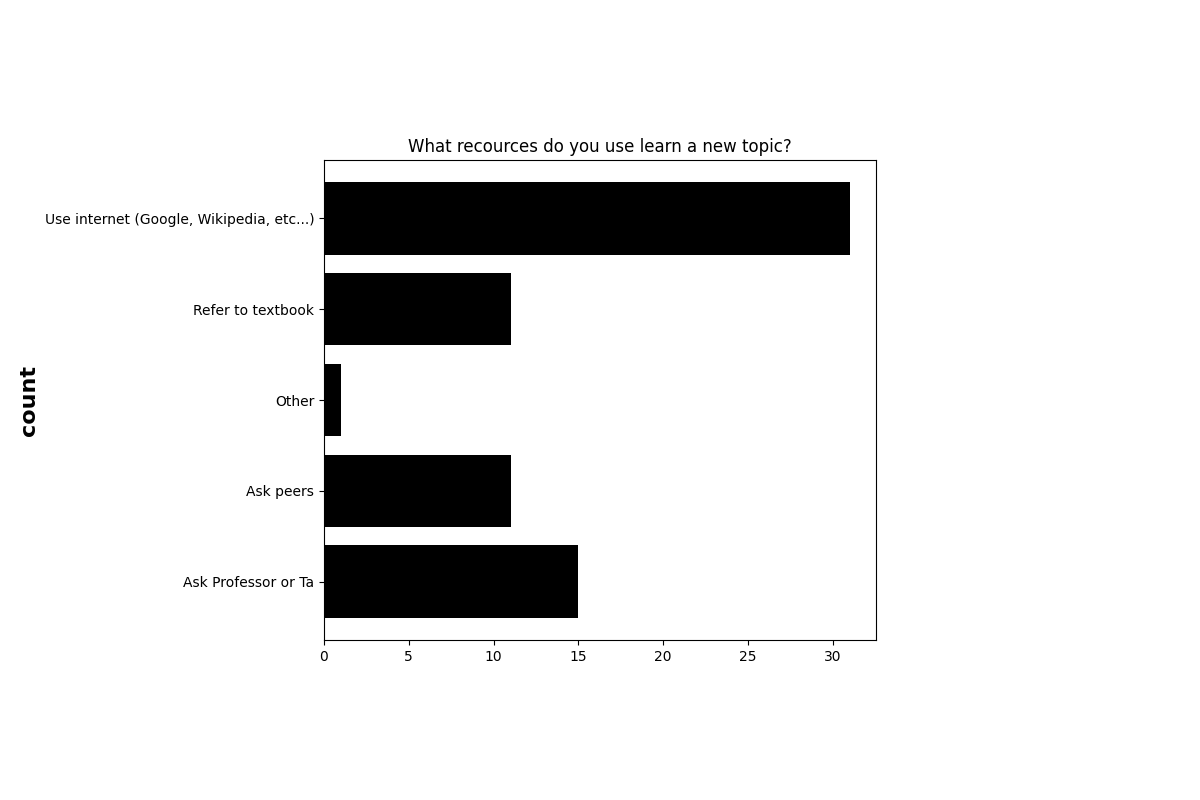 What recources do you use learn a new topic?
Use internet (Google, Wikipedia, etc...)
Refer to textbook
Other
Ask peers
Ask Professor or Ta
count
0 5 10 15 20 25 30